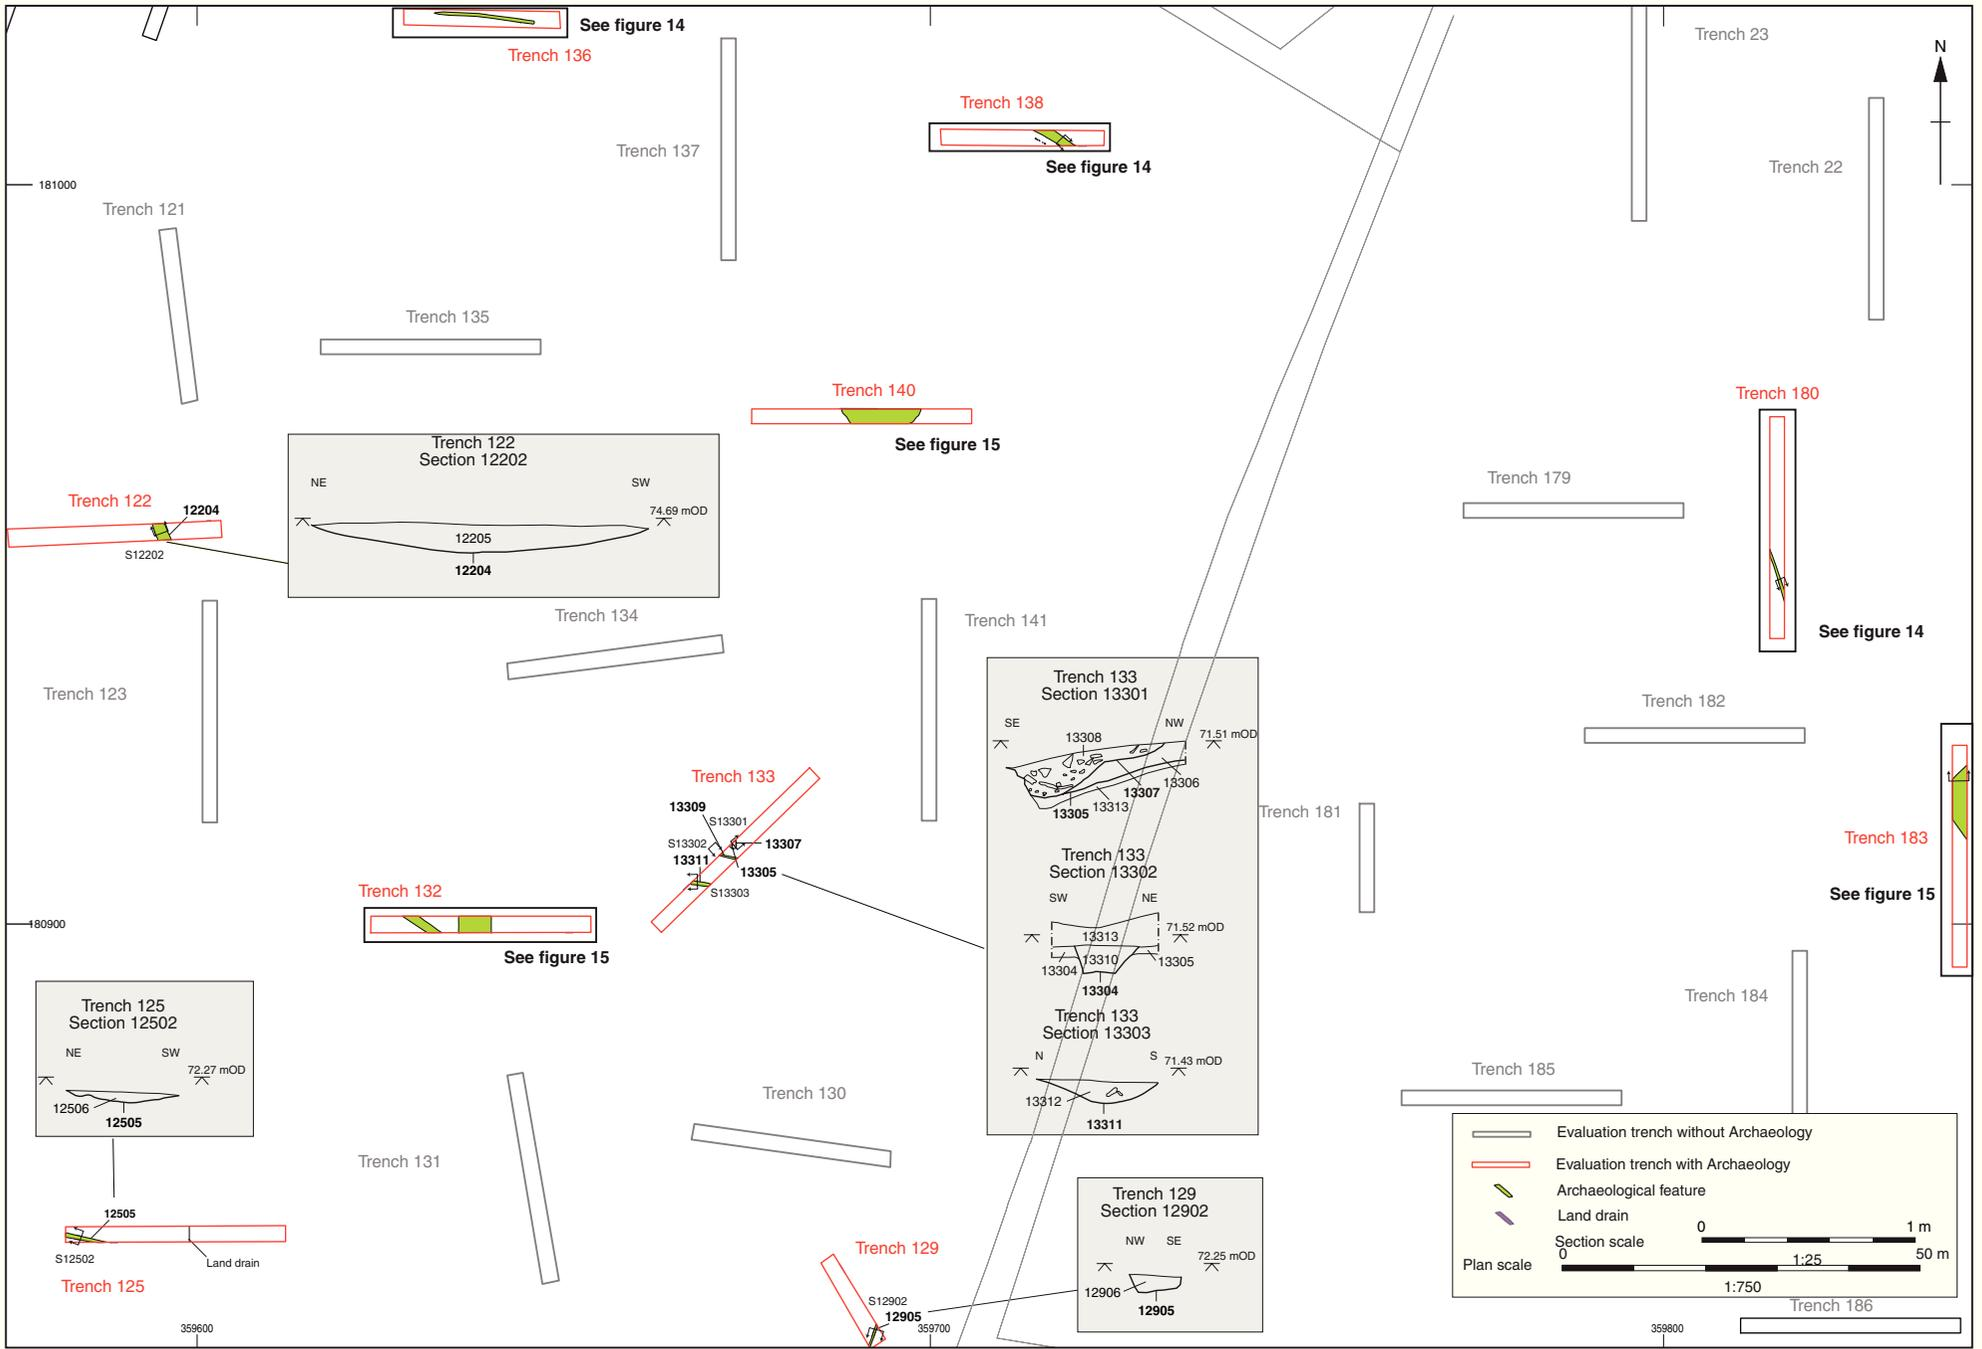 See figure 14
Trench 136
Trench 23
N
Trench 138
See figure 14
Trench 137
Trench 22
181000
Trench 121
Trench 135
Trench 140
See figure 15
Trench 180
See figure 14
Trench 122
Section 12202
NE
SW
74.69 mOD
12205
12204
Trench 122
12204
S12202
Trench 179
Trench 134
Trench 141
Trench 123
Trench 182
Trench 133
Section 13301
SE
NW
71.51 mOD
13308
13306
13307
13313
13305
Trench 133
13309
S13301
S13302
13307
13311
13305
S13303
Trench 181
Trench 183
See figure 15
Trench 133
Section 13302
SW
NE
71.52 mOD
13313
13304
13310
13305
13304
Trench 132
See figure 15
180900
Trench 184
Trench 125
Section 12502
NE
SW
72.27 mOD
12506
12505
Trench 133
Section 13303
N
S
71.43 mOD
13312
13311
Trench 185
Trench 130
Trench 131
12505
S12502
Land drain
Trench 125
Trench 129
Section 12902
NW
SE
72.25 mOD
12906
12905
Trench 129
S12902
12905
Evaluation trench without Archaeology
Evaluation trench with Archaeology
Archaeological feature
Land drain
Section scale
0
1 m
1:25
Plan scale
0
50 m
1:750
Trench 186
359600
359700
359800